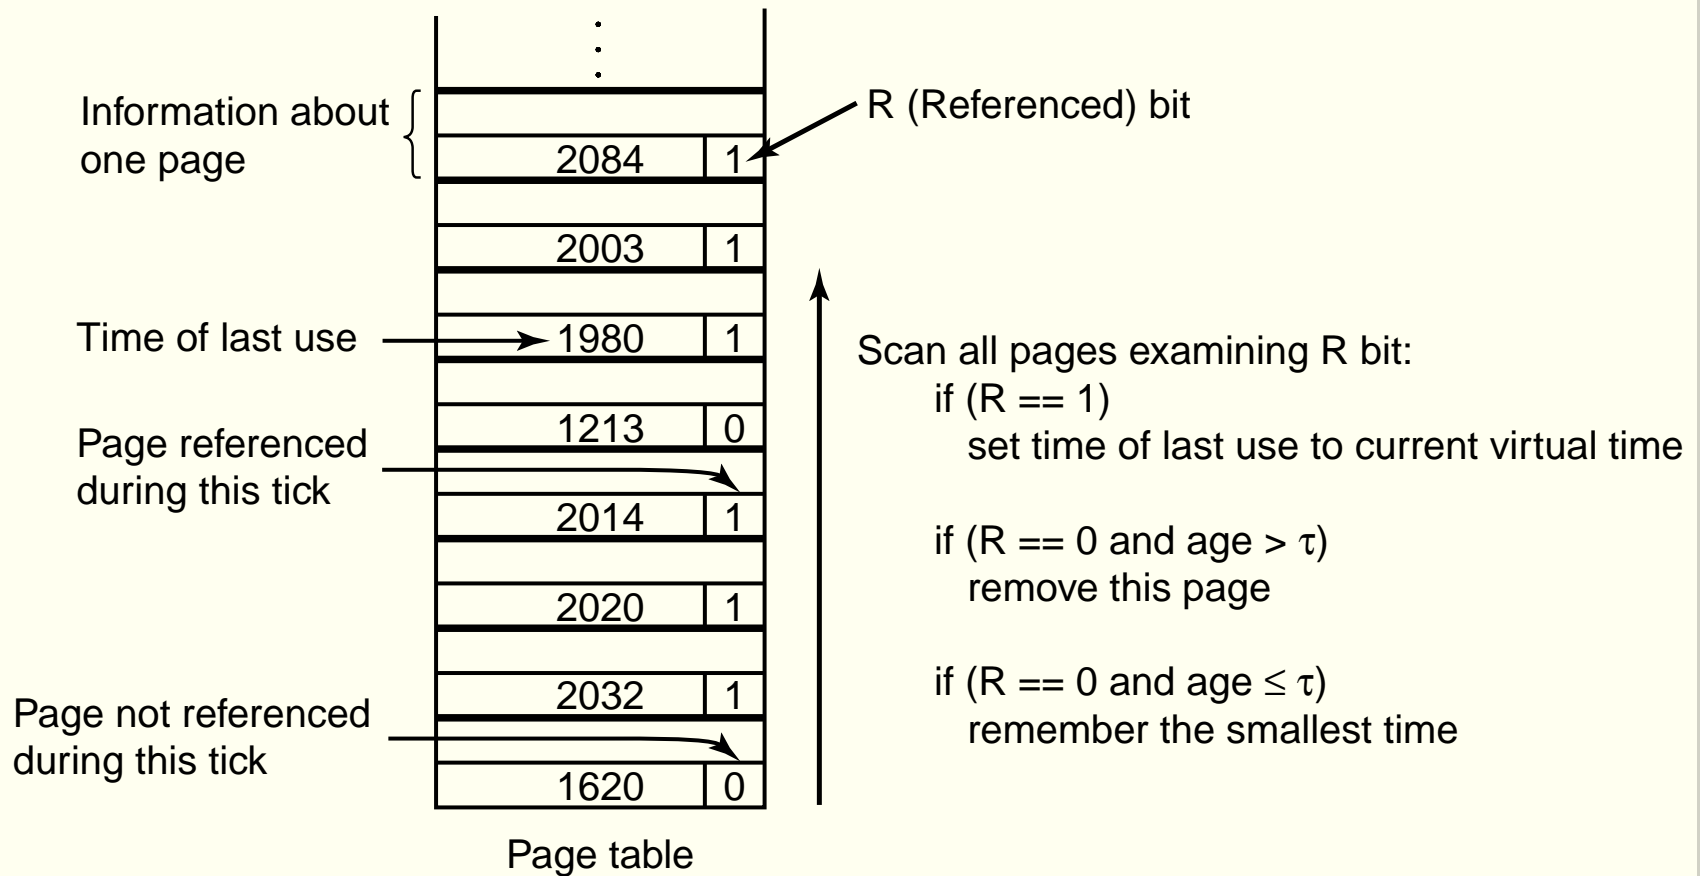 Information about
one page
R (Referenced) bit
2084 1
2003 1
Time of last use
1980 1
1213 0
Page referenced
during this tick
2014 1
2020 1
2032 1
Page not referenced
during this tick
1620 0
Page table
Scan all pages examining R bit:
if (R == 1)
set time of last use to current virtual time
if (R == 0 and age > τ)
remove this page
if (R == 0 and age ≤ τ)
remember the smallest time